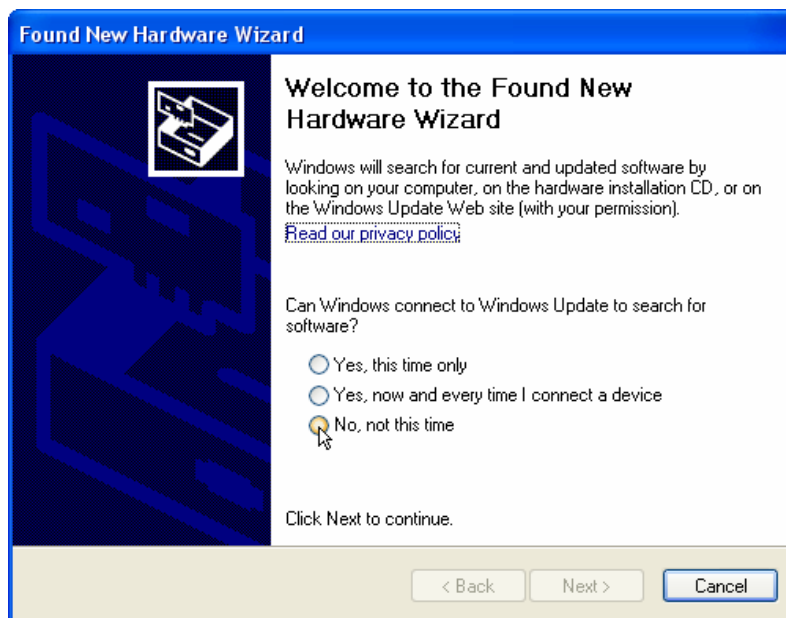 Found New Hardware Wizard
Welcome to the Found New
Hardware Wizard
Windows will search for current and updated software by
looking on your computer, on the hardware installation CD, or on
the Windows Update Web site (with your permission).
Read our privacy policy
Can Windows connect to Windows Update to search for
software?
Yes, this time only
Yes, now and every time I connect a device
No, not this time
Click Next to continue.
< Back
Next >
Cancel